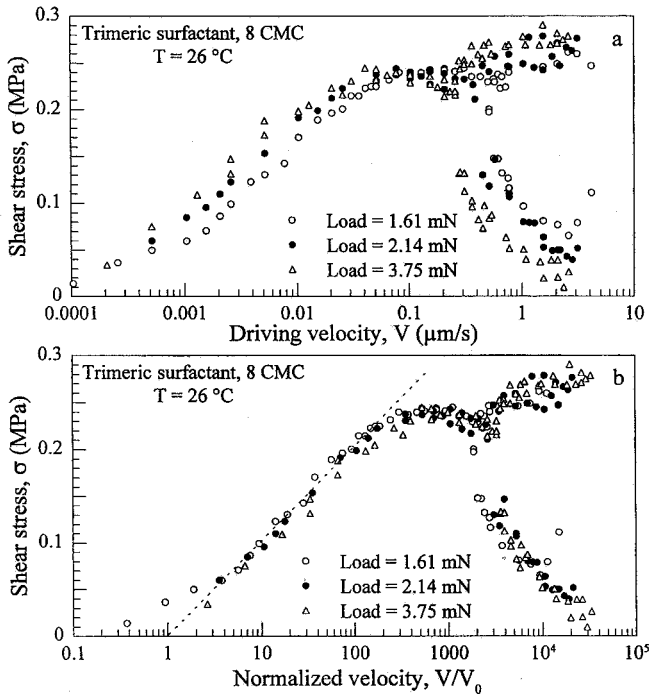 0.3
Trimeric surfactant, 8 CMC
T = 26 °C
a
0.2
0.1
0
Shear stress, σ (MPa)
Load = 1.61 mN
Load = 2.14 mN
Load = 3.75 mN
0.0001 0.001 0.01 0.1 1 10
Driving velocity, V (μm/s)
0.3
Trimeric surfactant, 8 CMC
T = 26 °C
b
0.2
0.1
0
Shear stress, σ (MPa)
Load = 1.61 mN
Load = 2.14 mN
Load = 3.75 mN
0.1 1 10 100 1000 10⁴ 10⁵
Normalized velocity, V/V₀